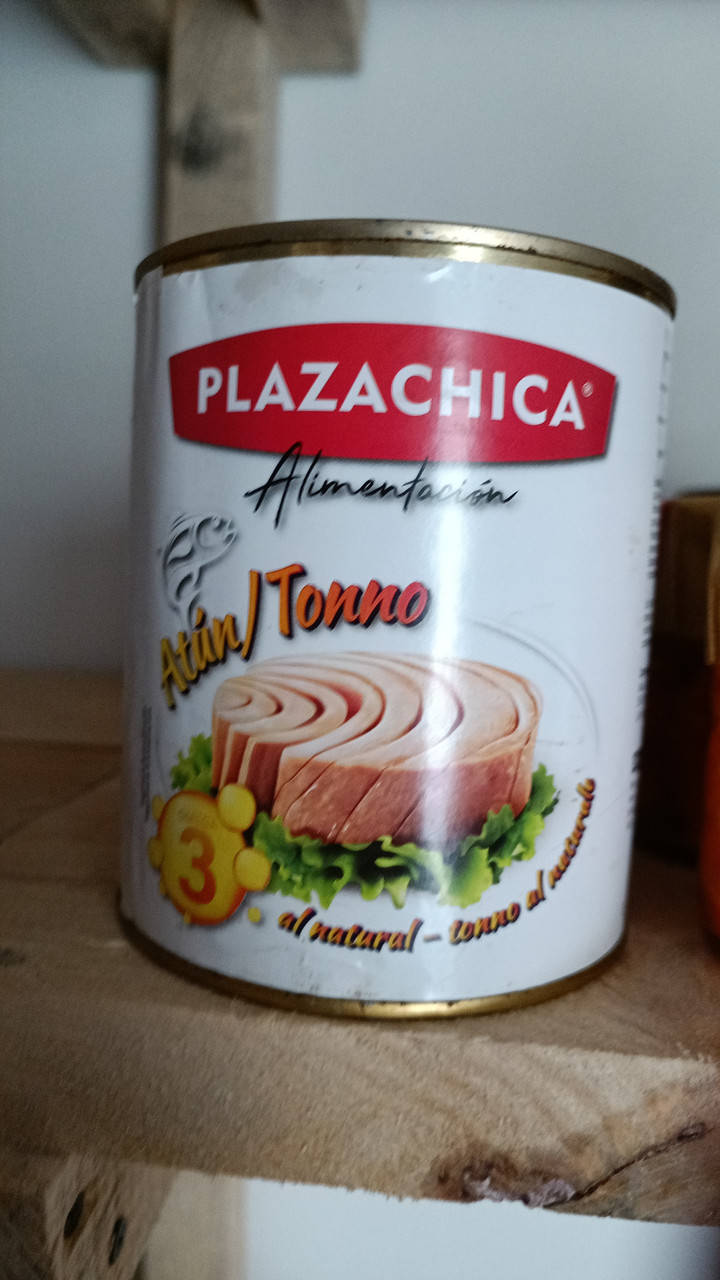 PLAZACHICA®
Alimentación
Atún/Tonno
3
al natural - tonno al naturale